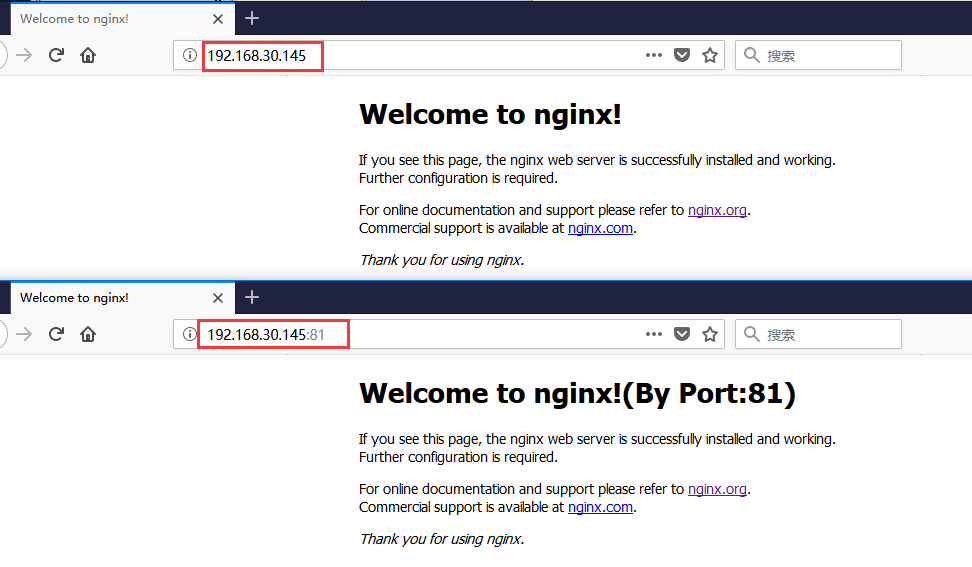 Welcome to nginx!
192.168.30.145
搜索
Welcome to nginx!
If you see this page, the nginx web server is successfully installed and working.
Further configuration is required.
For online documentation and support please refer to nginx.org.
Commercial support is available at nginx.com.
Thank you for using nginx.
Welcome to nginx!
192.168.30.145:81
搜索
Welcome to nginx!(By Port:81)
If you see this page, the nginx web server is successfully installed and working.
Further configuration is required.
For online documentation and support please refer to nginx.org.
Commercial support is available at nginx.com.
Thank you for using nginx.